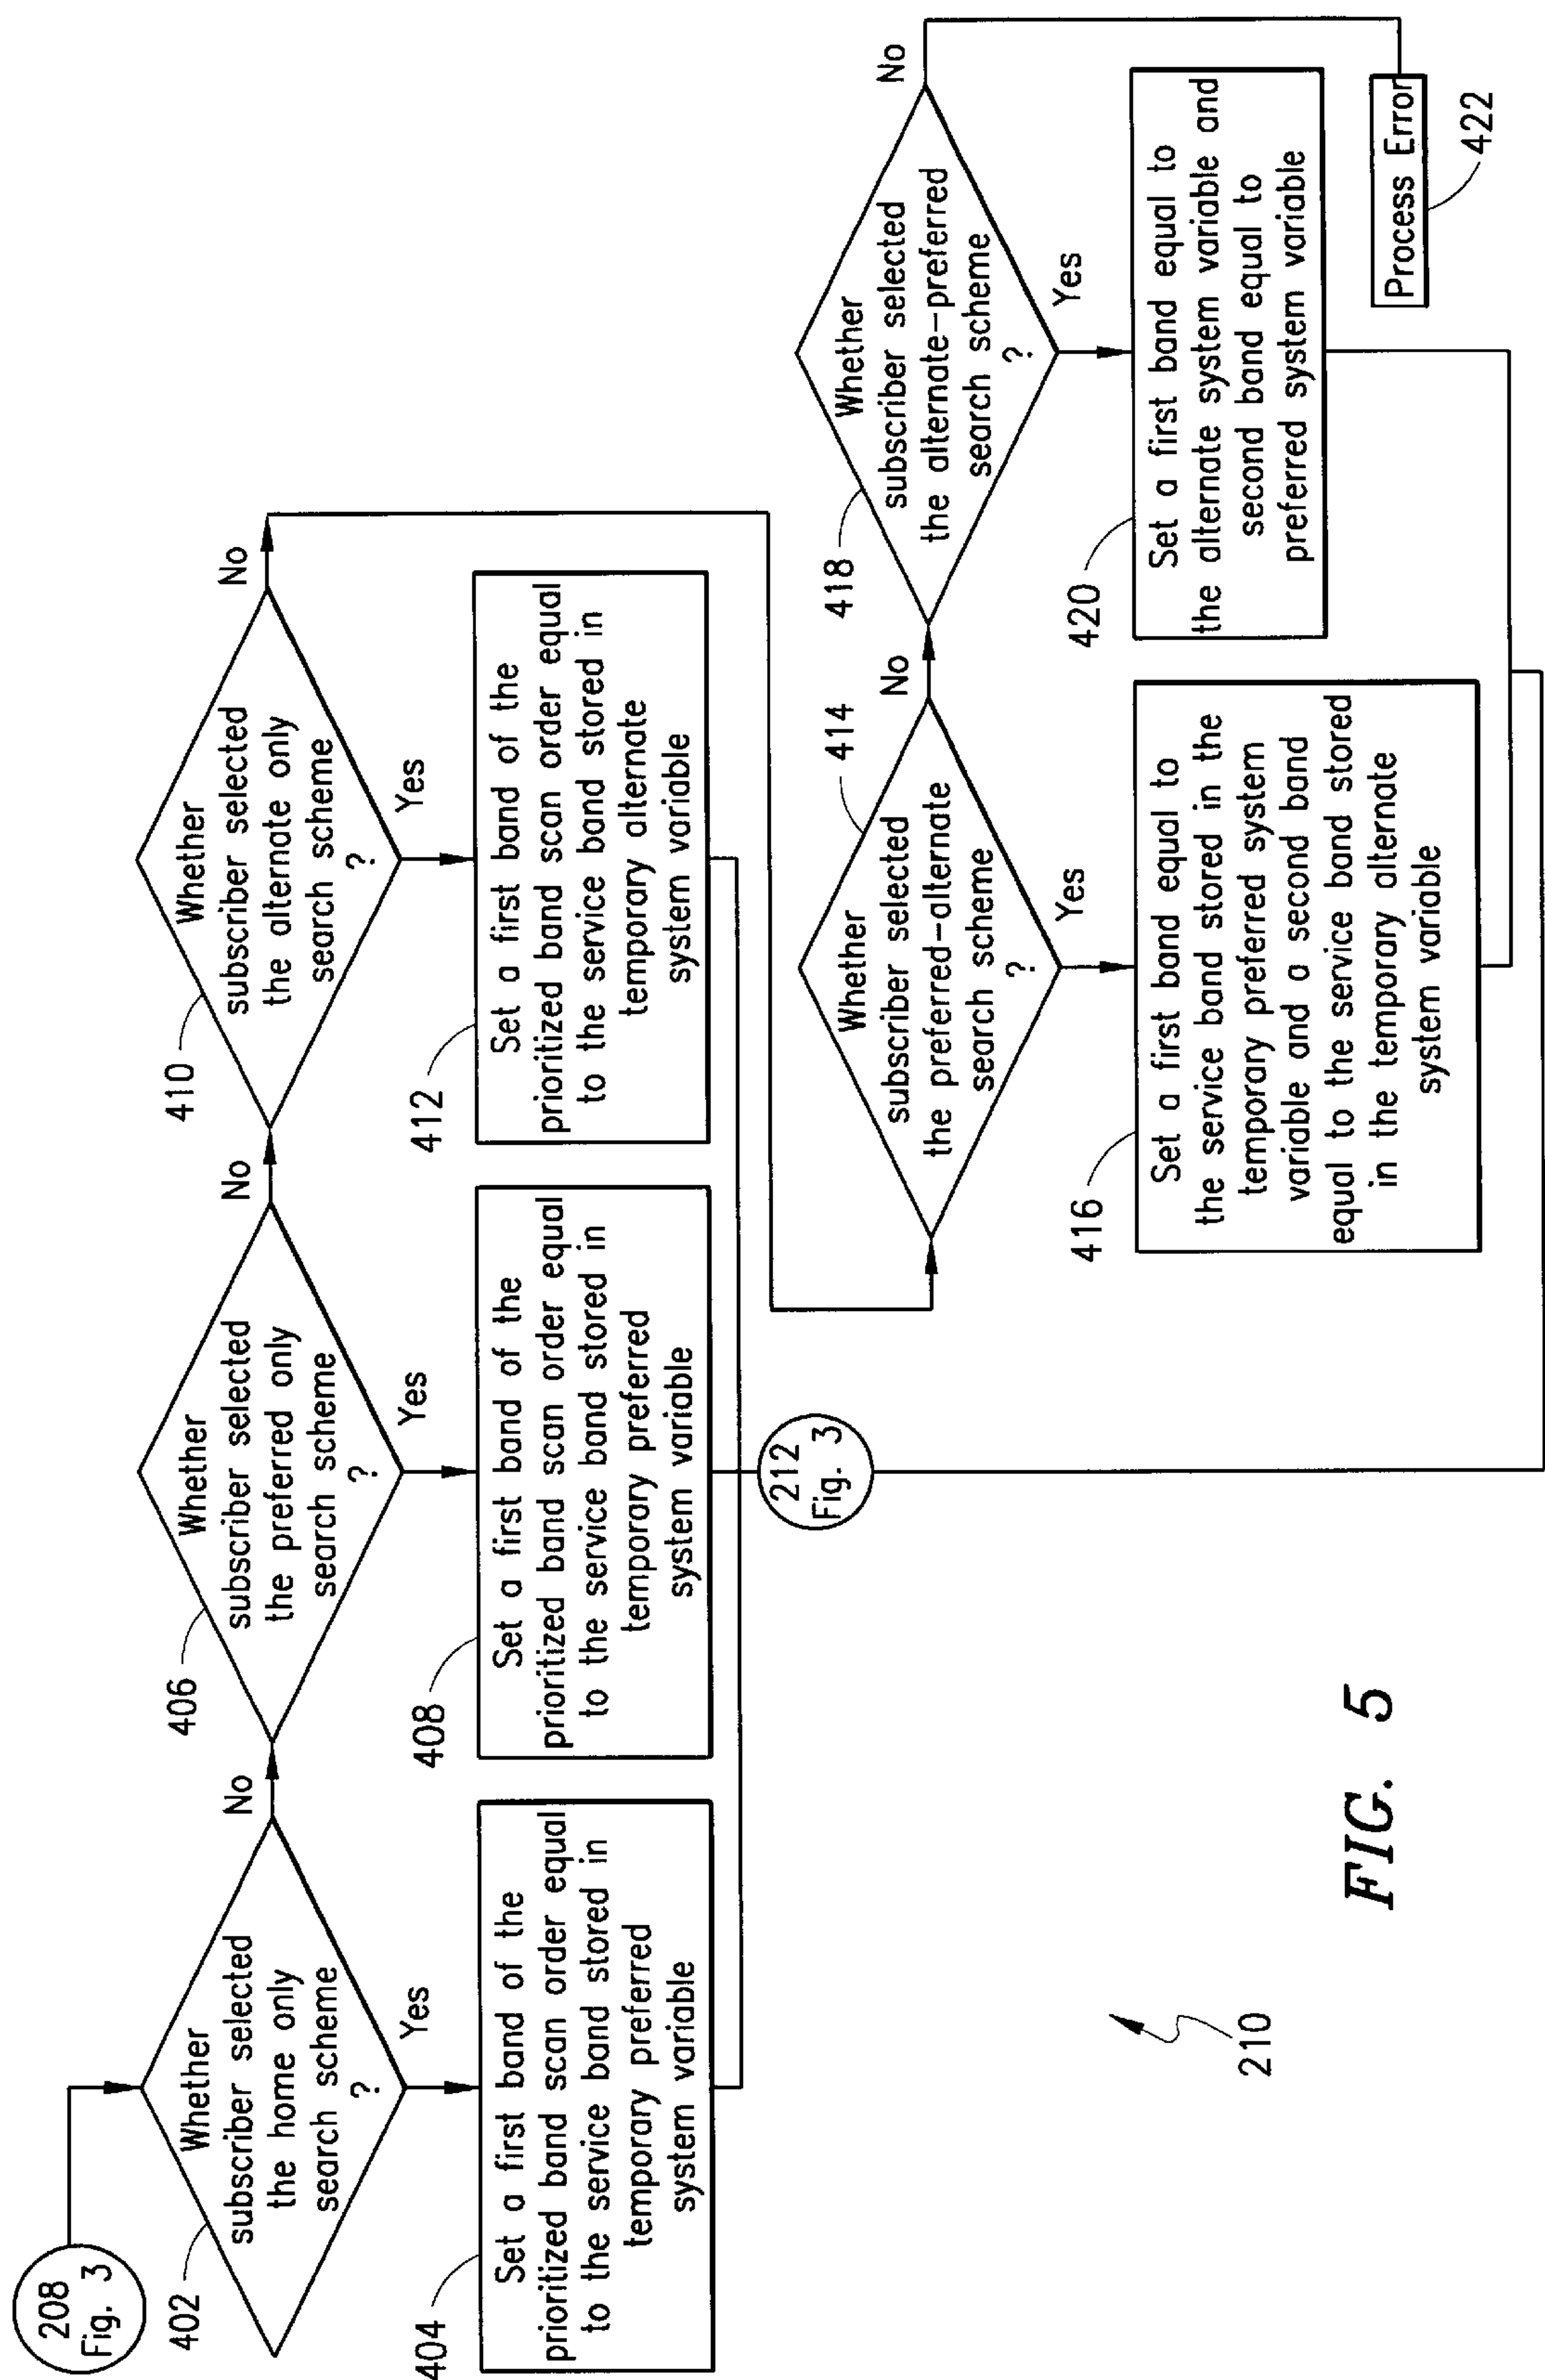 208
Fig. 3
402
Whether
subscriber selected
the home only
search scheme
?
No
Yes
404
Set a first band of the
prioritized band scan order equal
to the service band stored in
temporary preferred
system variable
406
Whether
subscriber selected
the preferred only
search scheme
?
No
Yes
408
Set a first band of the
prioritized band scan order equal
to the service band stored in
temporary preferred
system variable
410
Whether
subscriber selected
the alternate only
search scheme
?
No
Yes
412
Set a first band of the
prioritized band scan order equal
to the service band stored in
temporary alternate
system variable
212
Fig. 3
414
Whether
subscriber selected
the preferred-alternate
search scheme
?
No
Yes
416
Set a first band equal to
the service band stored in the
temporary preferred system
variable and a second band
equal to the service band stored
in the temporary alternate
system variable
418
Whether
subscriber selected
the alternate-preferred
search scheme
?
No
Yes
420
Set a first band equal to
the alternate system variable and
second band equal to
preferred system variable
Process Error
422
210
FIG. 5